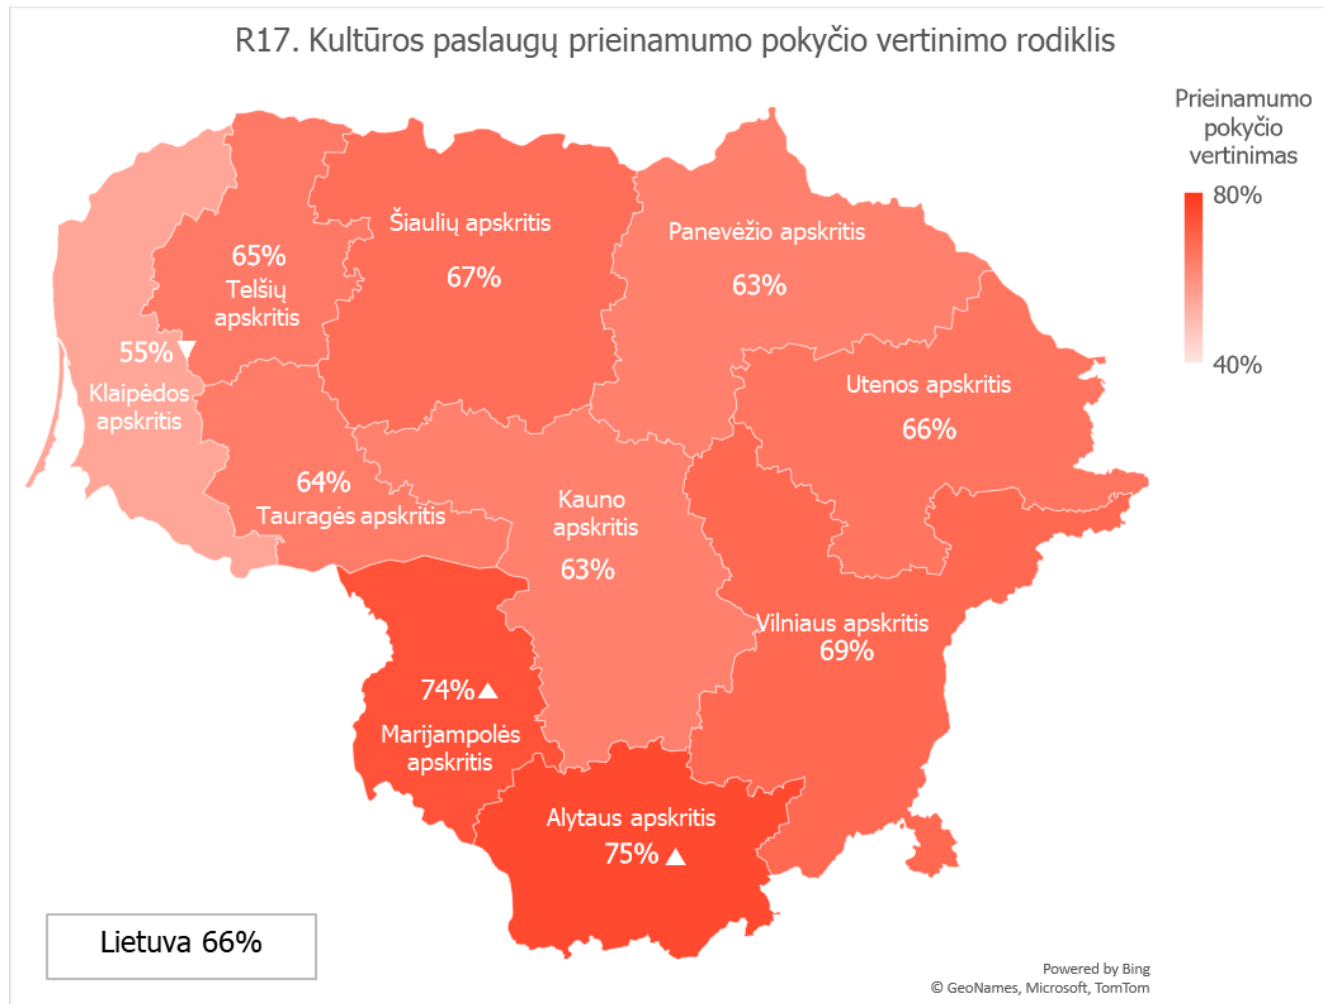 R17. Kultūros paslaugų prieinamumo pokyčio vertinimo rodiklis
Prieinamumo
pokyčio
vertinimas
80%
40%
Šiaulių apskritis
67%
Panevėžio apskritis
63%
65%
Telšių
apskritis
55%
Klaipėdos
apskritis
Utenos apskritis
66%
64%
Tauragės apskritis
Kauno
apskritis
63%
Vilniaus apskritis
69%
74%
Marijampolės
apskritis
Alytaus apskritis
75%
Lietuva 66%
Powered by Bing
© GeoNames, Microsoft, TomTom